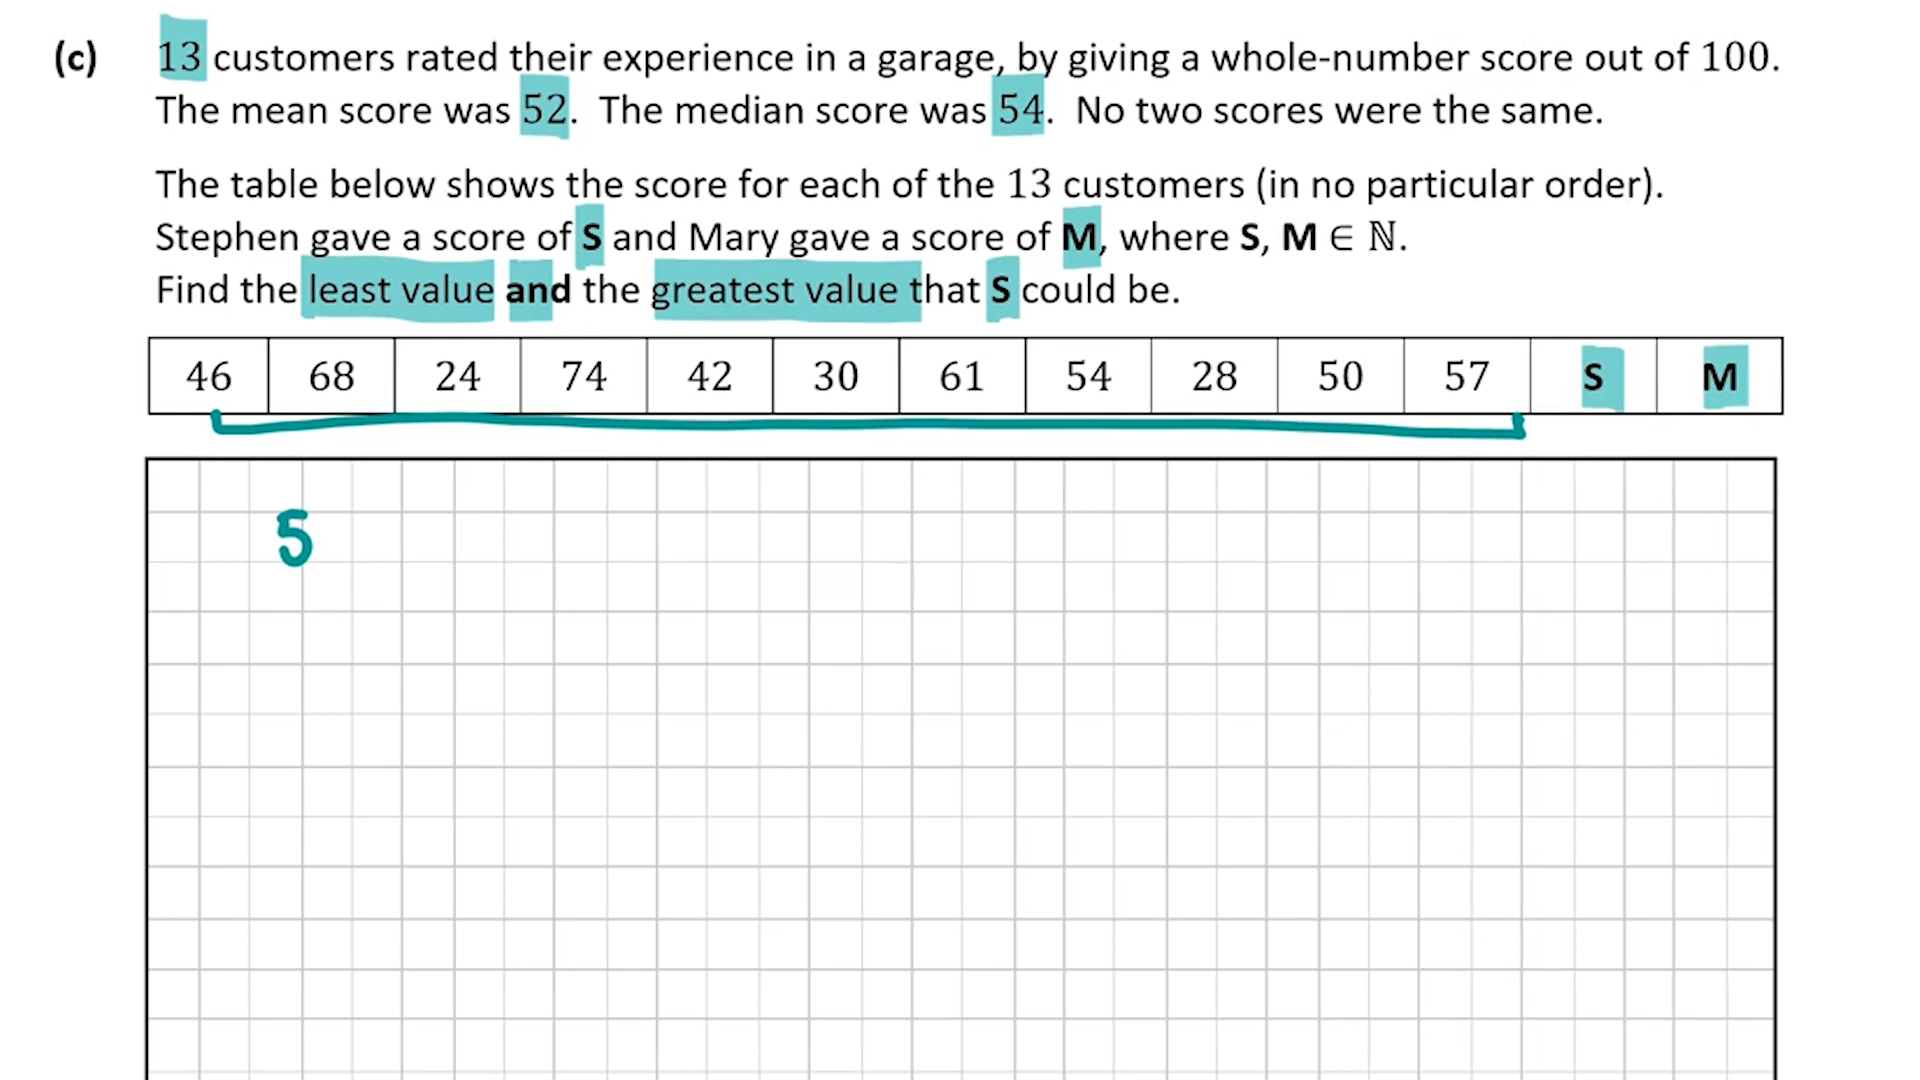 (c) 13 customers rated their experience in a garage, by giving a whole-number score out of 100.
The mean score was 52. The median score was 54. No two scores were the same.
The table below shows the score for each of the 13 customers (in no particular order).
Stephen gave a score of S and Mary gave a score of M, where S, M ∈ ℕ.
Find the least value and the greatest value that S could be.
46 68 24 74 42 30 61 54 28 50 57 S M
5